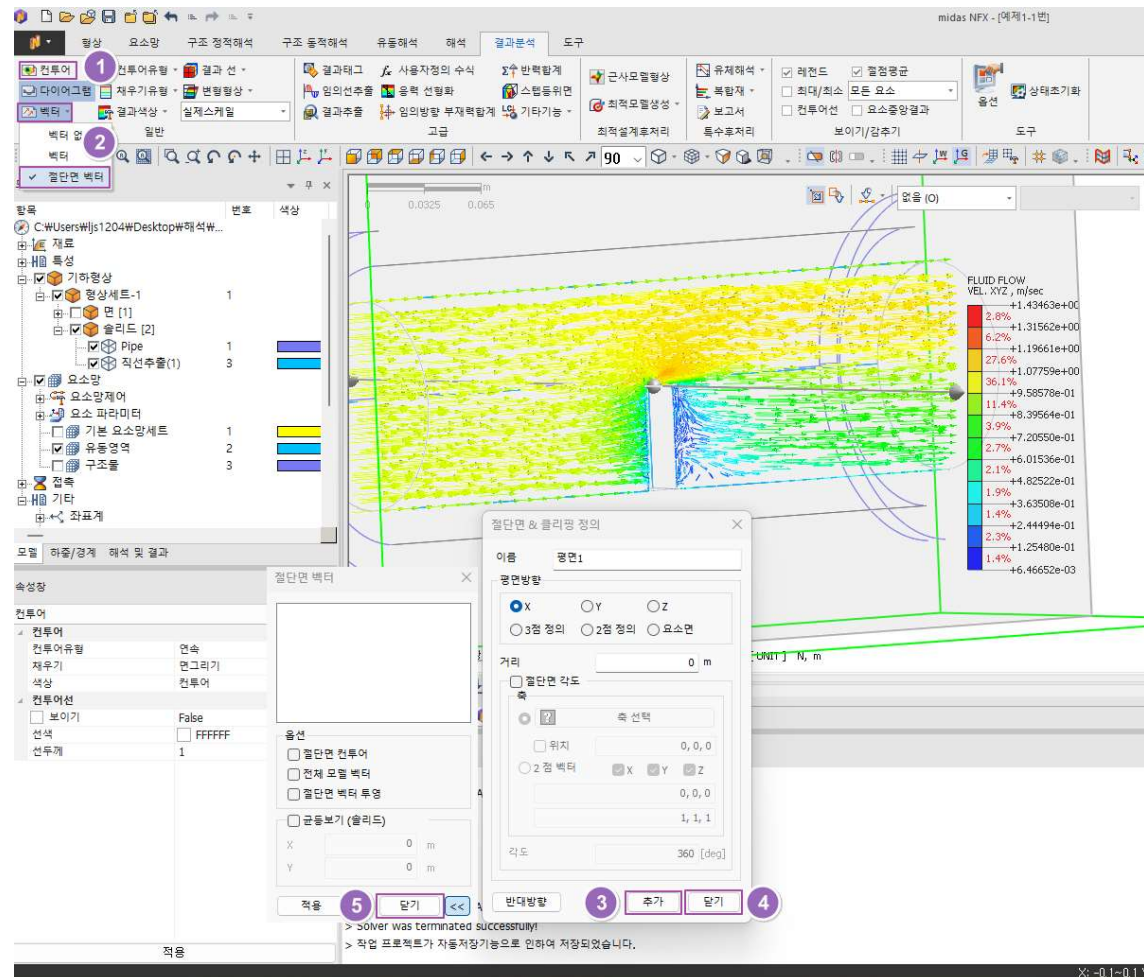 midas NFX - [예제1-1번]
형상 요소망 구조 정적해석 구조 동적해석 유동해석 해석 결과분석 도구
컨투어 1 컨투어유형 결과 선 결과태그 fx 사용자정의 수식 반력합계 근사모델형상 유체해석 레전드 절점평균
다이어그램 채우기유형 변형형상 임의선추출 응력 선형화 스텝등위면 최적모델생성 복합재 최대/최소 모든 요소 옵션 상태초기화
벡터 결과색상 실제스케일 결과추출 임의방향 부재력합계 기타기능 보고서 컨투어선 요소중앙결과
벡터 없 2 일반 고급 최적설계후처리 특수후처리 보이기/감추기 도구
벡터 90
절단면 벡터
항목 번호 색상
C:₩Users₩ljs1204₩Desktop₩해석₩...
재료
특성
기하형상
형상세트-1 1
면 [1]
솔리드 [2]
Pipe 1
직선추출(1) 3
요소망
요소망제어
요소 파라미터
기본 요소망세트 1
유동영역 2
구조물 3
접촉
기타
좌표계
모델 하중/경계 해석 및 결과
m
0.0325 0.065
없음 (O)
FLUID FLOW
VEL. XYZ , m/sec
+1.43463e+00
2.8%
+1.31562e+00
6.2%
+1.19661e+00
27.6%
+1.07759e+00
36.1%
+9.58578e-01
11.4%
+8.39564e-01
3.9%
+7.20550e-01
2.7%
+6.01536e-01
2.1%
+4.82522e-01
1.9%
+3.63508e-01
1.4%
+2.44494e-01
2.3%
+1.25480e-01
1.4%
+6.46652e-03
[ UNIT ] N, m
속성창
컨투어
컨투어
컨투어유형 연속
채우기 면그리기
색상 컨투어
컨투어선
보이기 False
선색 FFFFFF
선두께 1
적용
절단면 벡터
옵션
절단면 컨투어
전체 모델 벡터
절단면 벡터 투영
균등보기 (솔리드)
X 0 m
Y 0 m
적용 5 닫기 <<
절단면 & 클리핑 정의
이름 평면1
평면방향
X Y Z
3점 정의 2점 정의 요소면
거리 0 m
절단면 각도
축
? 축 선택
위치 0, 0, 0
2 점 벡터 X Y Z
0, 0, 0
1, 1, 1
각도 360 [deg]
반대방향 3 추가 닫기 4
> Solver was terminated successfully!
> 작업 프로젝트가 자동저장기능으로 인하여 저장되었습니다.
X: -0.1~0.1